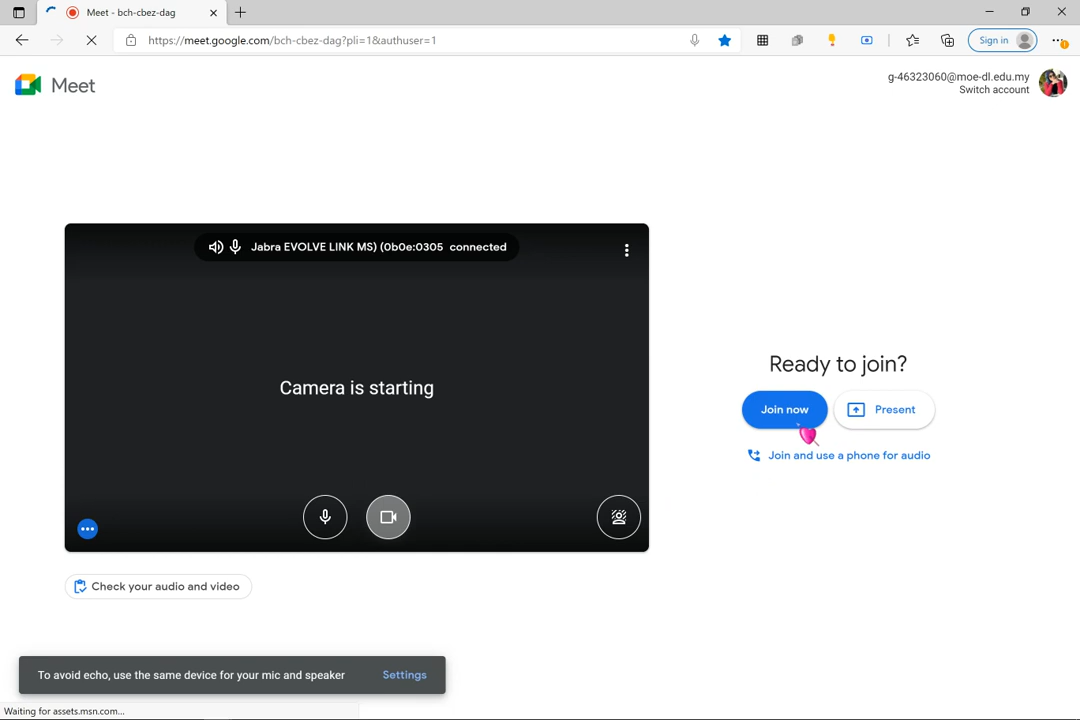 Meet - bch-cbez-dag
https://meet.google.com/bch-cbez-dag?pli=1&authuser=1
Sign in
Meet
g-46323060@moe-dl.edu.my
Switch account
Jabra EVOLVE LINK MS) (0b0e:0305 connected
Camera is starting
Ready to join?
Join now
Present
Join and use a phone for audio
Check your audio and video
To avoid echo, use the same device for your mic and speaker Settings
Waiting for assets.msn.com...